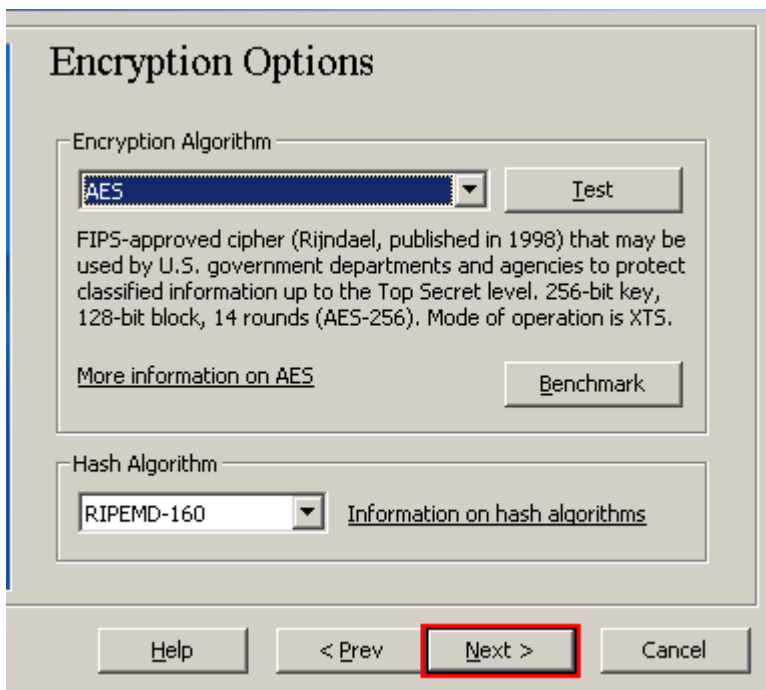 Encryption Options
Encryption Algorithm
AES
Test
FIPS-approved cipher (Rijndael, published in 1998) that may be
used by U.S. government departments and agencies to protect
classified information up to the Top Secret level. 256-bit key,
128-bit block, 14 rounds (AES-256). Mode of operation is XTS.
More information on AES
Benchmark
Hash Algorithm
RIPEMD-160
Information on hash algorithms
Help
< Prev
Next >
Cancel